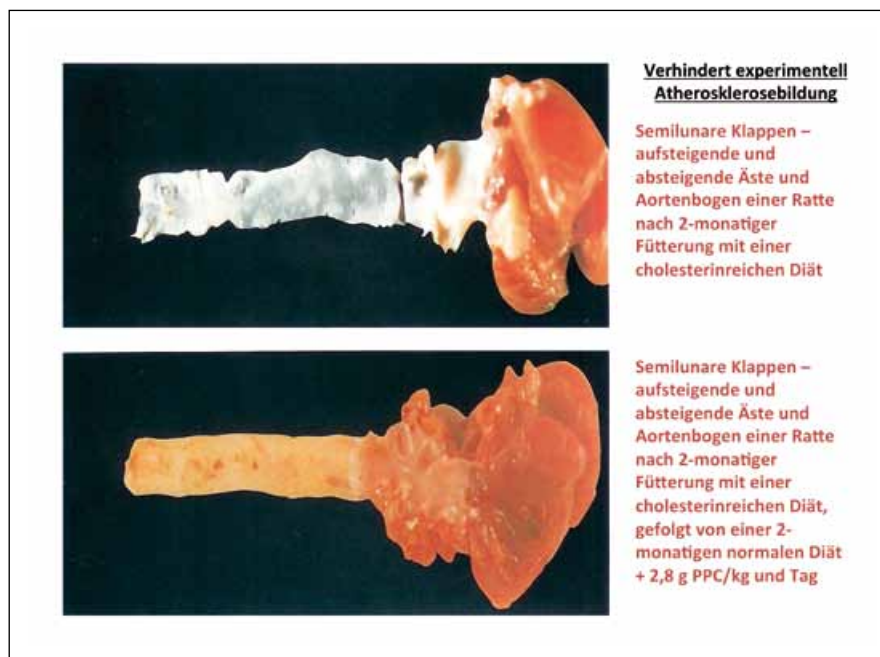 Verhindert experimentell
Atherosklerosebildung
Semilunare Klappen –
aufsteigende und
absteigende Äste und
Aortenbogen einer Ratte
nach 2-monatiger
Fütterung mit einer
cholesterinreichen Diät
Semilunare Klappen –
aufsteigende und
absteigende Äste und
Aortenbogen einer Ratte
nach 2-monatiger
Fütterung mit einer
cholesterinreichen Diät,
gefolgt von einer 2-
monatigen normalen Diät
+ 2,8 g PPC/kg und Tag